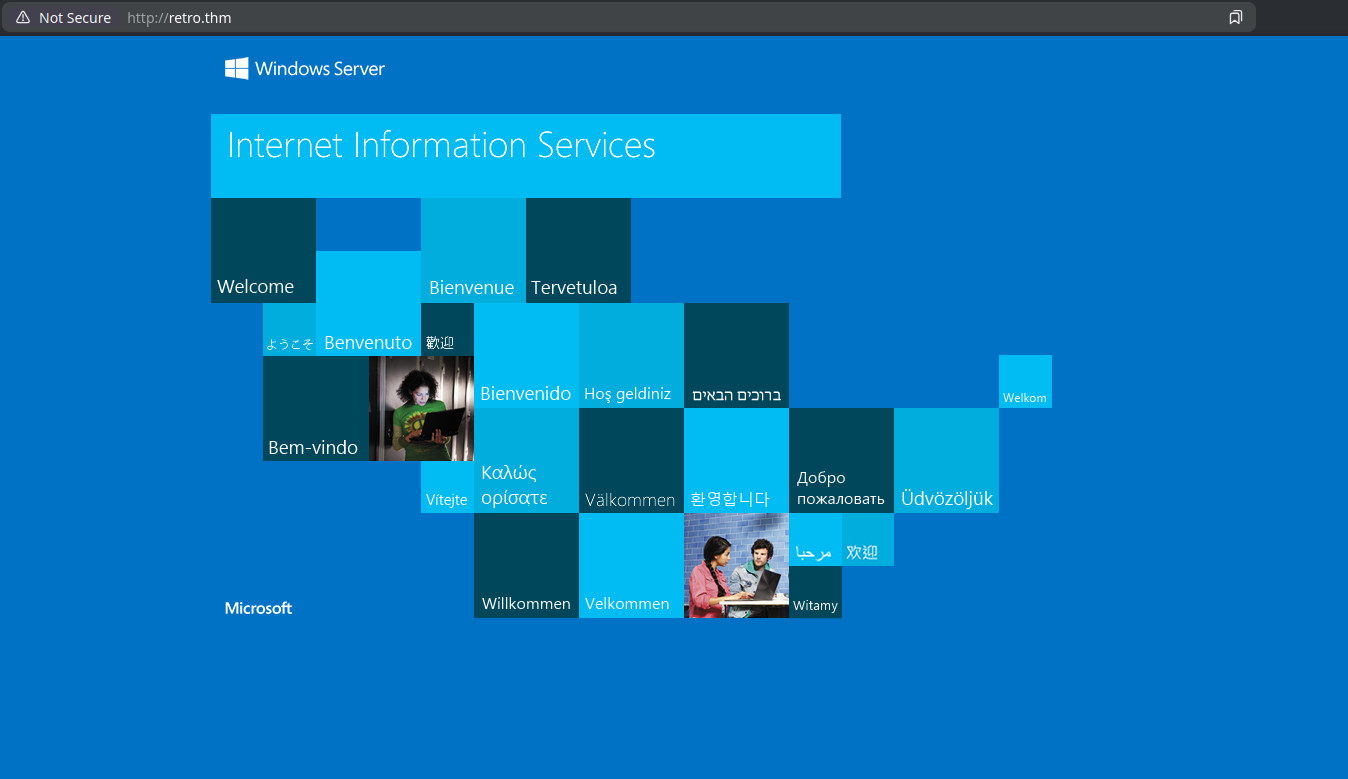 Not Secure http://retro.thm
Windows Server
Internet Information Services
Welcome
Bienvenue
Tervetuloa
ようこそ
Benvenuto
歡迎
Bienvenido
Hoş geldiniz
ברוכים הבאים
Welkom
Bem-vindo
Vítejte
Καλώς
ορίσατε
Välkommen
환영합니다
Добро
пожаловать
Üdvözöljük
Willkommen
Velkommen
مرحبا
欢迎
Witamy
Microsoft